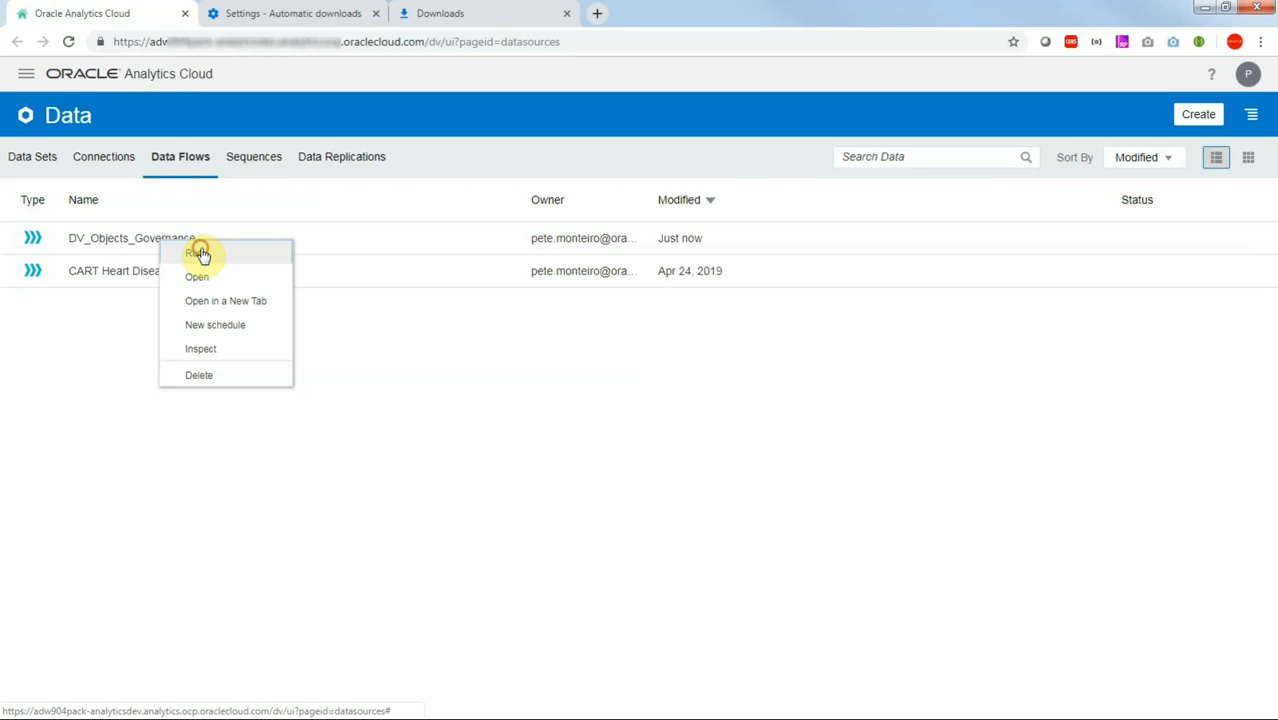 Oracle Analytics Cloud
Settings - Automatic downloads
Downloads
oraclecloud.com/dv/ui?pageid=datasources
ORACLE Analytics Cloud
? P
Data
Create
Data Sets Connections Data Flows Sequences Data Replications
Search Data
Sort By Modified
Type Name Owner Modified Status
DV_Objects_Governance pete.monteiro@ora... Just now
CART Heart pete.monteiro@ora... Apr 24, 2019
Open
Open in a New Tab
New schedule
Inspect
Delete
https://adw904pack-analyticsdev.analytics.ocp.oraclecloud.com/dv/ui?pageid=datasources#